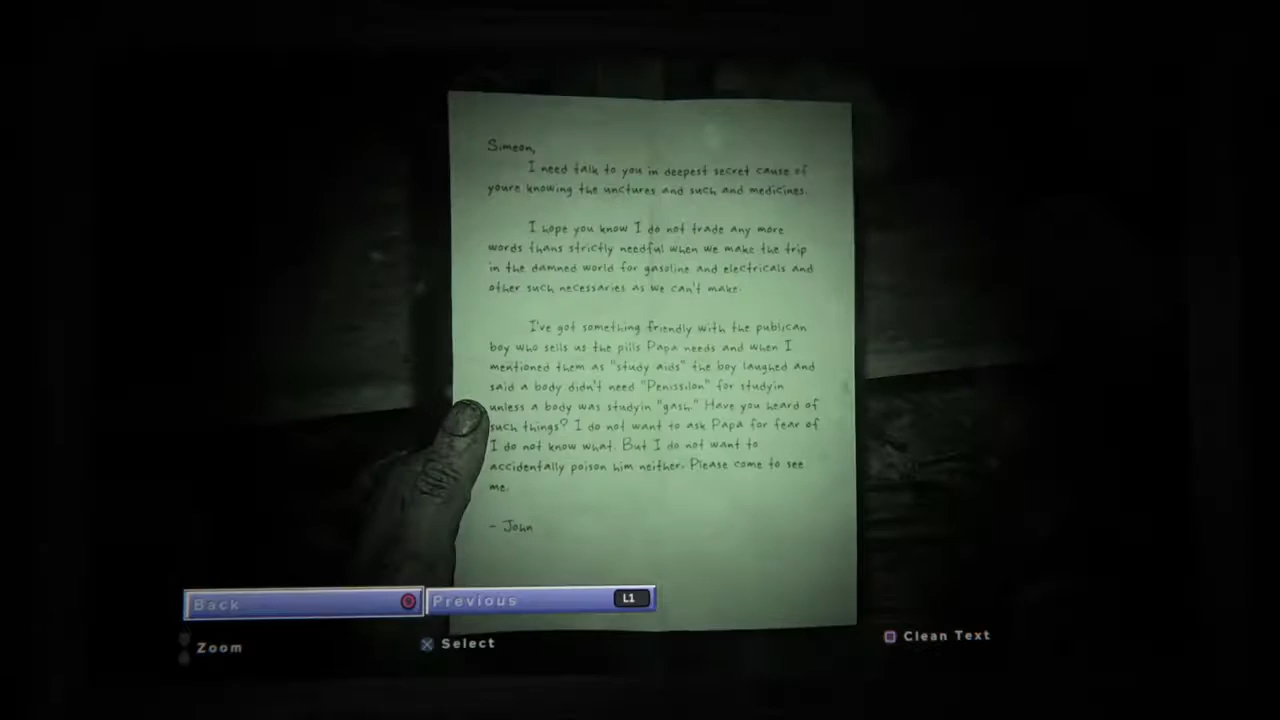 Simeon,
I need talk to you in deepest secret cause of
youre knowing the unctures and such and medicines.
I hope you know I do not trade any more
words thans strictly needful when we make the trip
in the damned world for gasoline and electricals and
other such necessaries as we can't make.
I've got something friendly with the publican
boy who sells us the pills Papa needs and when I
mentioned them as "study aids" the boy laughed and
said a body didn't need "Penissilon" for studyin
unless a body was studyin "gash." Have you heard of
such things? I do not want to ask Papa for fear of
I do not know what. But I do not want to
accidentally poison him neither. Please come to see
me.
- John
Back Previous L1
Zoom Select Clean Text